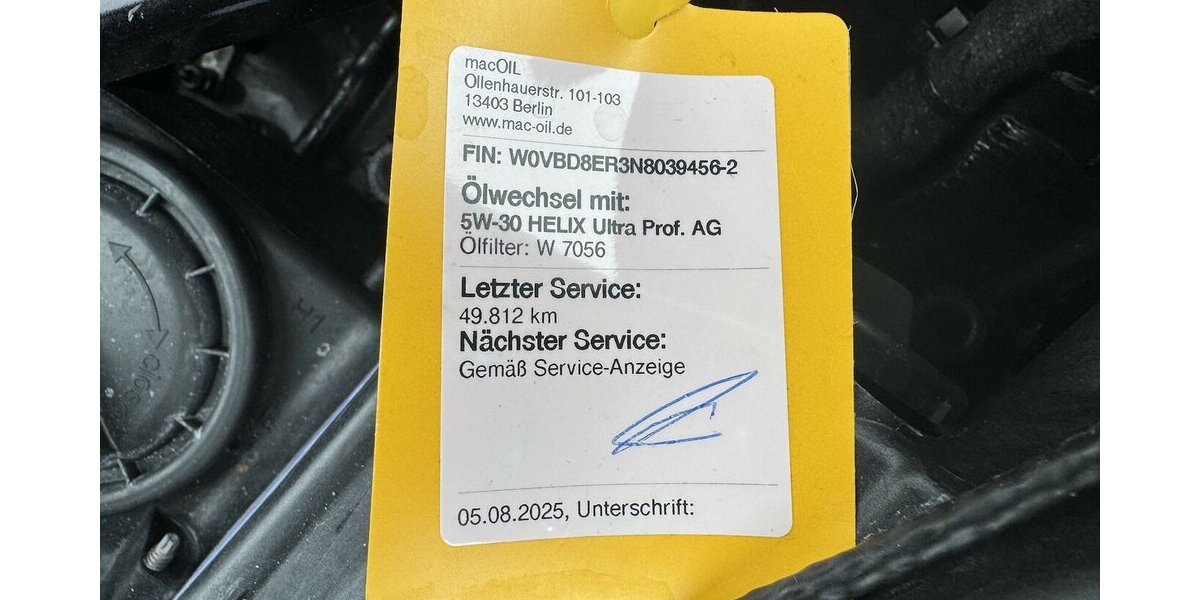 macOIL
Ollenhauerstr. 101-103
13403 Berlin
www.mac-oil.de
FIN: W0VBD8ER3N8039456-2
Ölwechsel mit:
5W-30 HELIX Ultra Prof. AG
Ölfilter: W 7056
Letzter Service:
49.812 km
Nächster Service:
Gemäß Service-Anzeige
05.08.2025, Unterschrift: